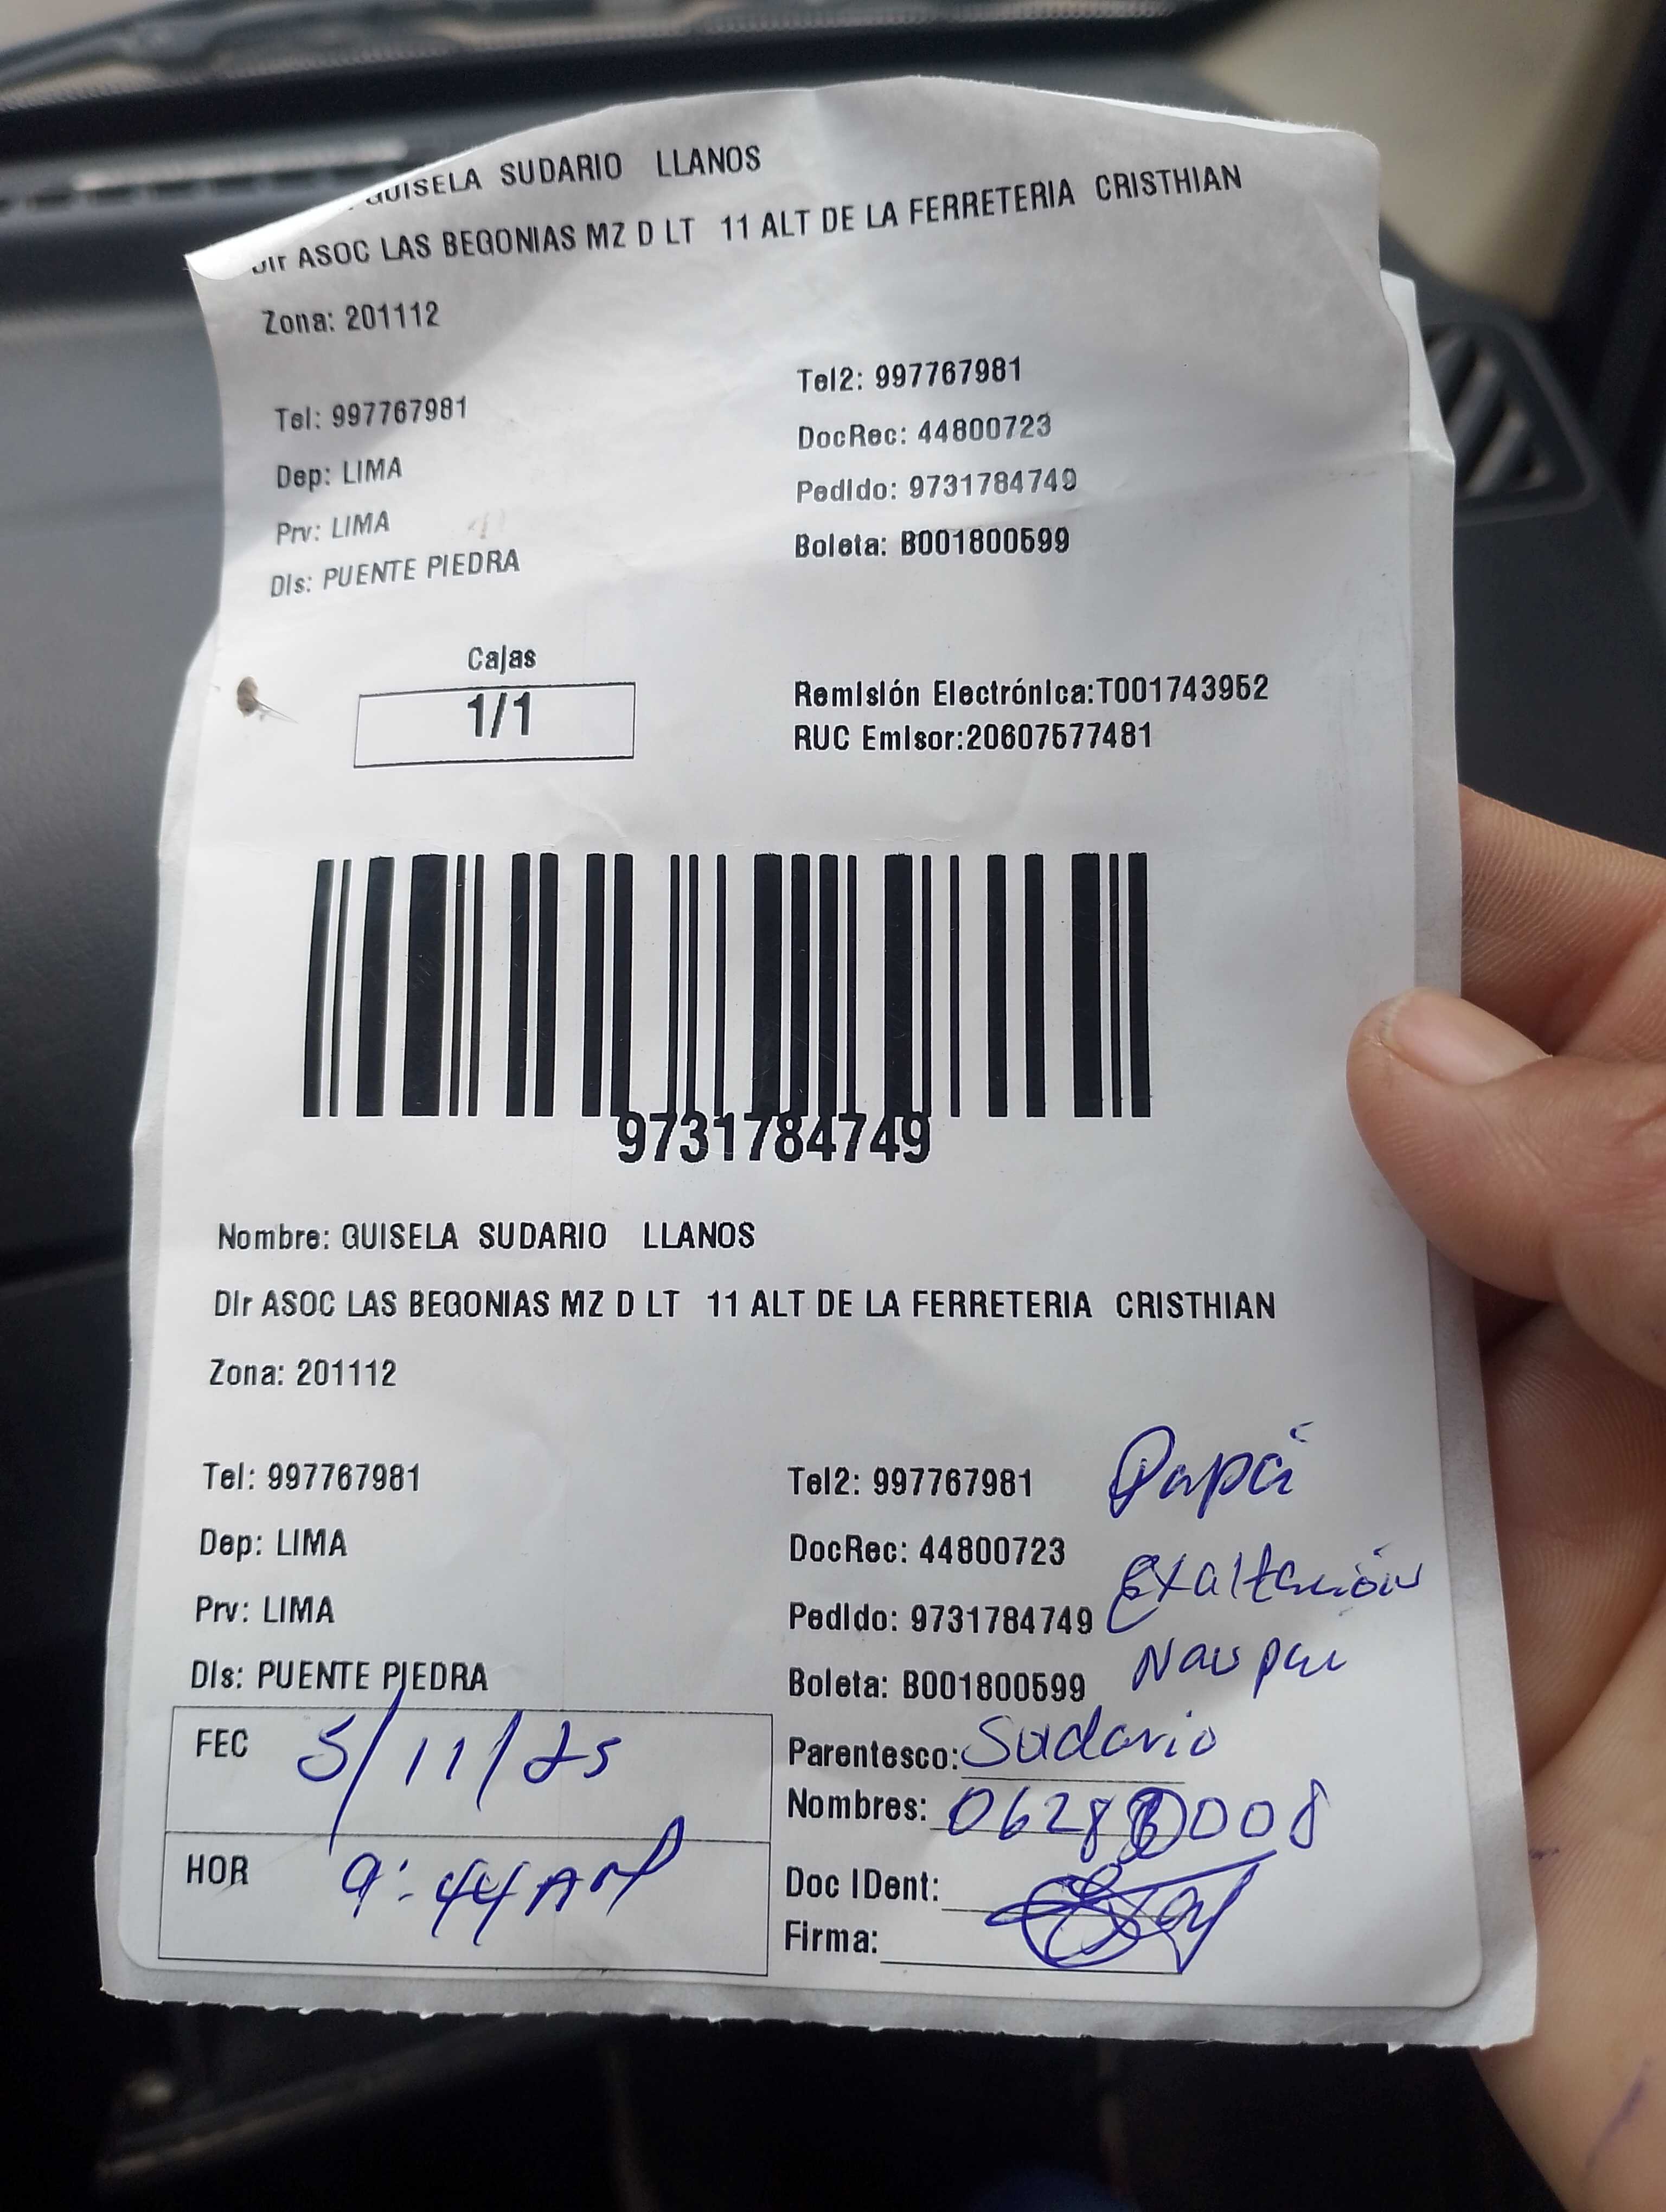 GUISELA SUDARIO LLANOS
Dir ASOC LAS BEGONIAS MZ D LT 11 ALT DE LA FERRETERIA CRISTHIAN
Zona: 201112
Tel: 997767981
Tel2: 997767981
Dep: LIMA
DocRec: 44800723
Prv: LIMA
Pedido: 9731784749
Dis: PUENTE PIEDRA
Boleta: B001800599
Cajas
1/1
Remisión Electrónica:T001743952
RUC Emisor:20607577481
9731784749
Nombre: GUISELA SUDARIO LLANOS
Dir ASOC LAS BEGONIAS MZ D LT 11 ALT DE LA FERRETERIA CRISTHIAN
Zona: 201112
Tel: 997767981
Tel2: 997767981 Papá
Dep: LIMA
DocRec: 44800723 Exaltación
Prv: LIMA
Pedido: 9731784749
Dis: PUENTE PIEDRA
Boleta: B001800599
FEC 5/11/25
Parentesco: Sudario
Nombres:
HOR 9:44 AM
Doc IDent:
Firma: